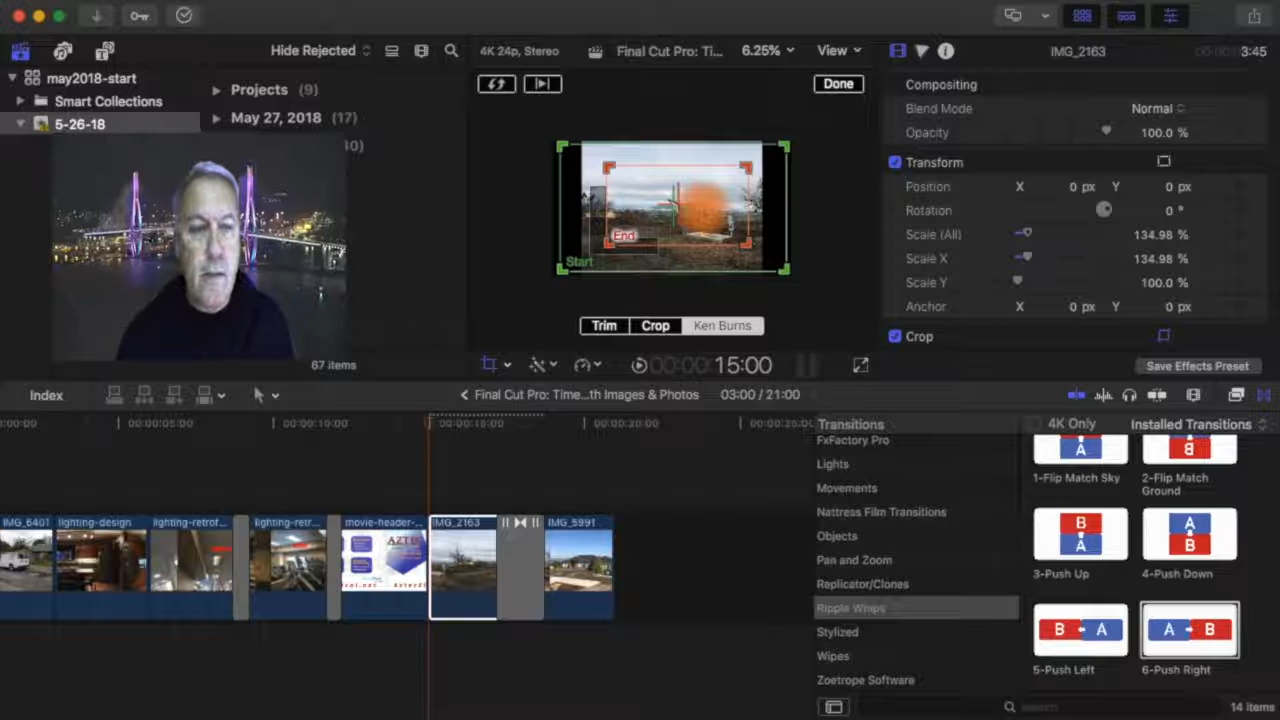 Hide Rejected
4K 24p, Stereo
Final Cut Pro: Ti...
6.25%
View
IMG_2163
3:45
may2018-start
Smart Collections
5-26-18
Projects (9)
May 27, 2018 (17)
67 items
Done
End
Start
Trim
Crop
Ken Burns
15:00
Compositing
Blend Mode
Normal
Opacity
100.0 %
Transform
Position
X
0 px
Y
0 px
Rotation
0 °
Scale (All)
134.98 %
Scale X
134.98 %
Scale Y
100.0 %
Anchor
X
0 px
Y
0 px
Crop
Save Effects Preset
Index
Final Cut Pro: Time...th Images & Photos
03:00 / 21:00
00:00:05:00
00:00:10:00
00:00:15:00
00:00:20:00
IMG_6401
lighting-design
lighting-retrof...
lighting-retr...
movie-header-...
IMG_2163
IMG_5991
Transitions
4K Only
Installed Transitions
FxFactory Pro
Lights
Movements
Nattress Film Transitions
Objects
Pan and Zoom
Replicator/Clones
Ripple Whips
Stylized
Wipes
Zoetrope Software
A
B
1-Flip Match Sky
2-Flip Match
Ground
B
A
A
B
3-Push Up
4-Push Down
B
A
A
B
5-Push Left
6-Push Right
Search
14 items